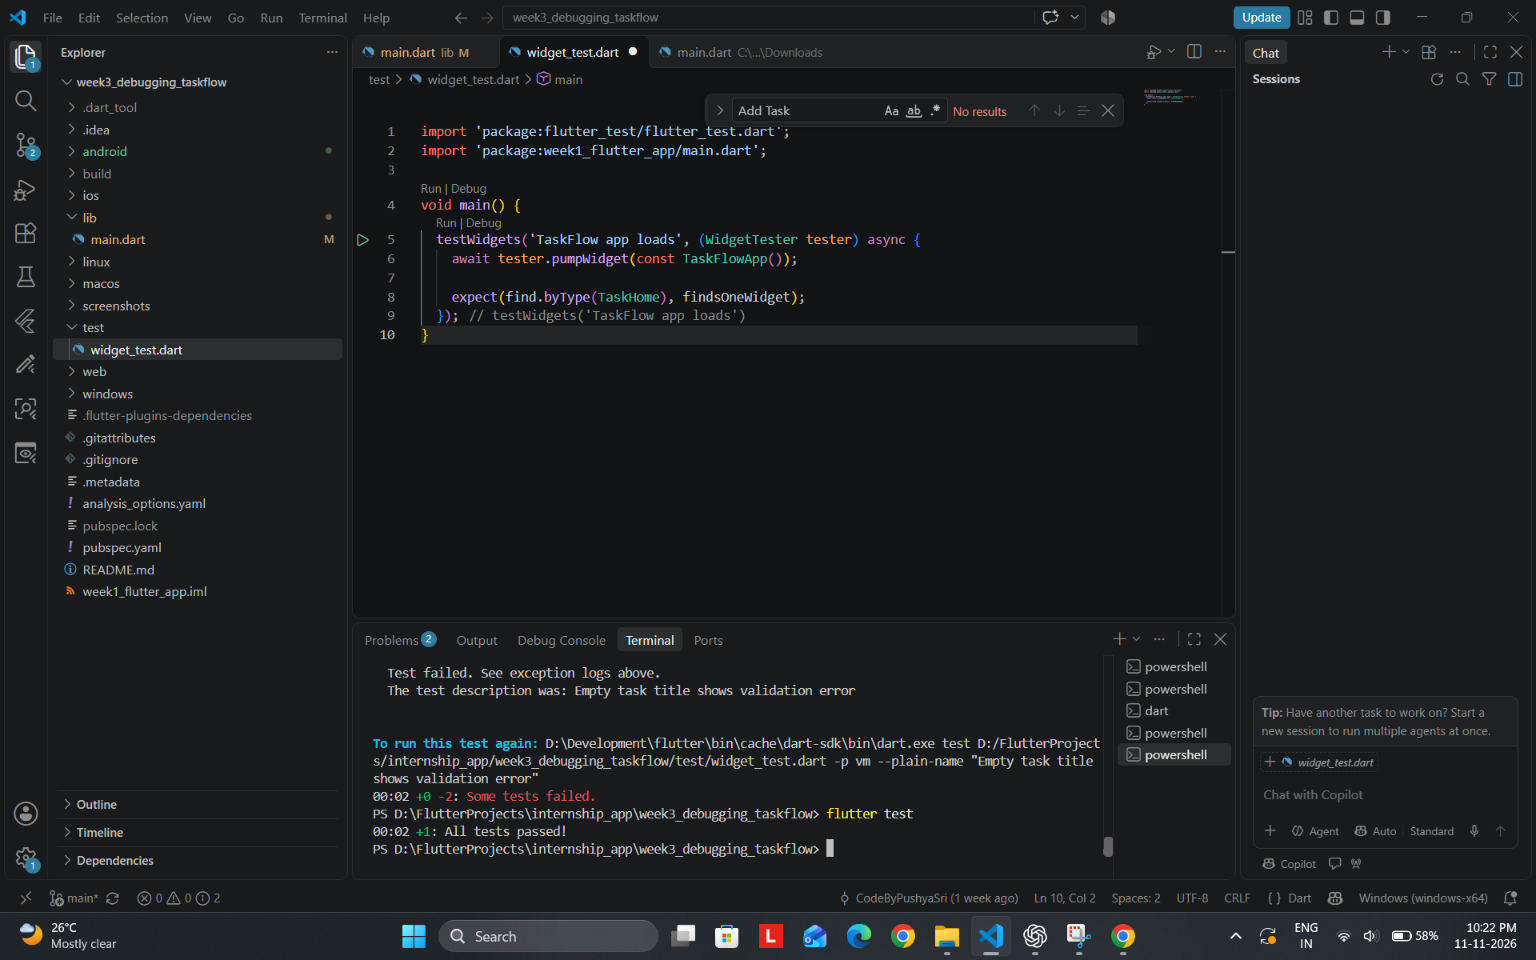 File Edit Selection View Go Run Terminal Help
week3_debugging_taskflow
Update
Explorer
week3_debugging_taskflow
.dart_tool
.idea
android
build
ios
lib
main.dart M
linux
macos
screenshots
test
widget_test.dart
web
windows
.flutter-plugins-dependencies
.gitattributes
.gitignore
.metadata
analysis_options.yaml
pubspec.lock
pubspec.yaml
README.md
week1_flutter_app.iml
Outline
Timeline
Dependencies
main.dart lib M
widget_test.dart
main.dart C:\...\Downloads
test > widget_test.dart > main
Add Task
Aa ab .* No results
1 import 'package:flutter_test/flutter_test.dart';
2 import 'package:week1_flutter_app/main.dart';
3
Run | Debug
4 void main() {
Run | Debug
5 testWidgets('TaskFlow app loads', (WidgetTester tester) async {
6 await tester.pumpWidget(const TaskFlowApp());
7
8 expect(find.byType(TaskHome), findsOneWidget);
9 }); // testWidgets('TaskFlow app loads')
10 }
Problems 2 Output Debug Console Terminal Ports
Test failed. See exception logs above.
The test description was: Empty task title shows validation error
To run this test again: D:\Development\flutter\bin\cache\dart-sdk\bin\dart.exe test D:/FlutterProject
s/internship_app/week3_debugging_taskflow/test/widget_test.dart -p vm --plain-name "Empty task title
shows validation error"
00:02 +0 -2: Some tests failed.
PS D:\FlutterProjects\internship_app\week3_debugging_taskflow> flutter test
00:02 +1: All tests passed!
PS D:\FlutterProjects\internship_app\week3_debugging_taskflow>
powershell
powershell
dart
powershell
powershell
Chat
Sessions
Tip: Have another task to work on? Start a
new session to run multiple agents at once.
widget_test.dart
Chat with Copilot
Agent Auto Standard
Copilot
1
2
1
main* 0 0 2
CodeByPushyaSri (1 week ago) Ln 10, Col 2 Spaces: 2 UTF-8 CRLF { } Dart Windows (windows-x64)
26°C
Mostly clear
Search
L
ENG
IN
58%
10:22 PM
11-11-2026